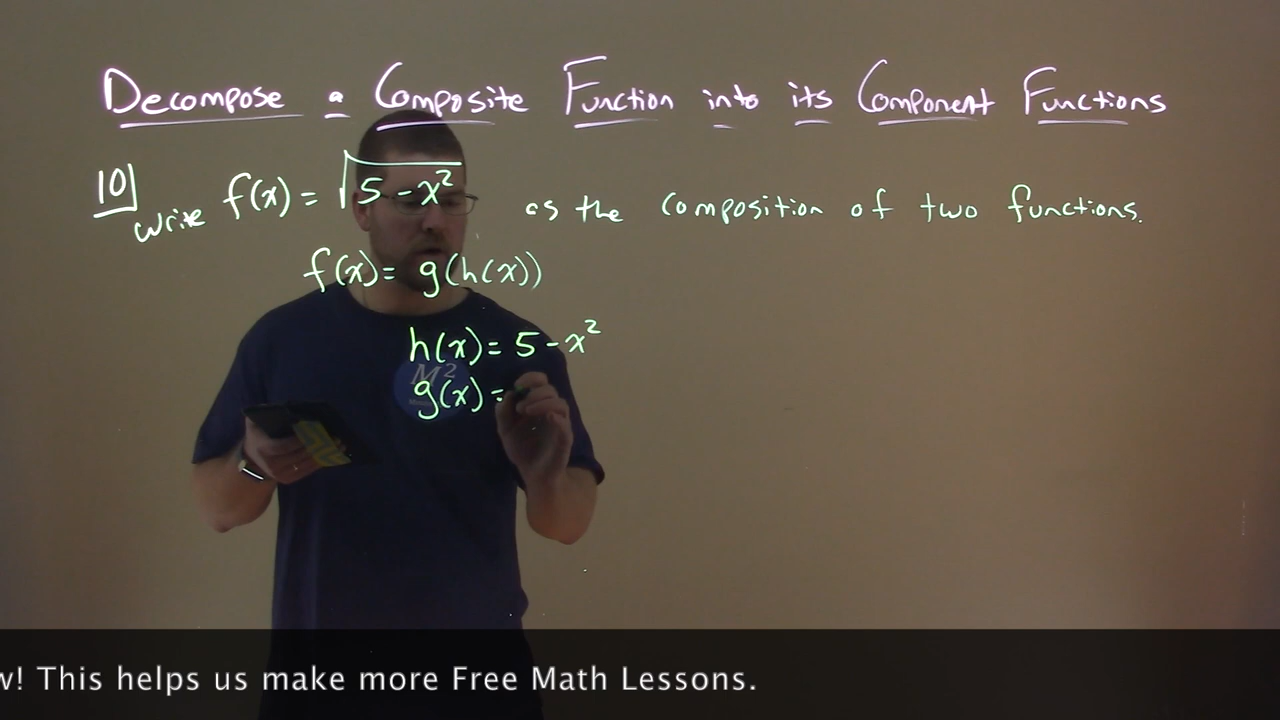 Decompose a Composite Function into its Component Functions
10
write f(x) = √5 - x² as the composition of two functions.
f(x) = g(h(x))
h(x) = 5 - x²
M²
g(x) =
w! This helps us make more Free Math Lessons.